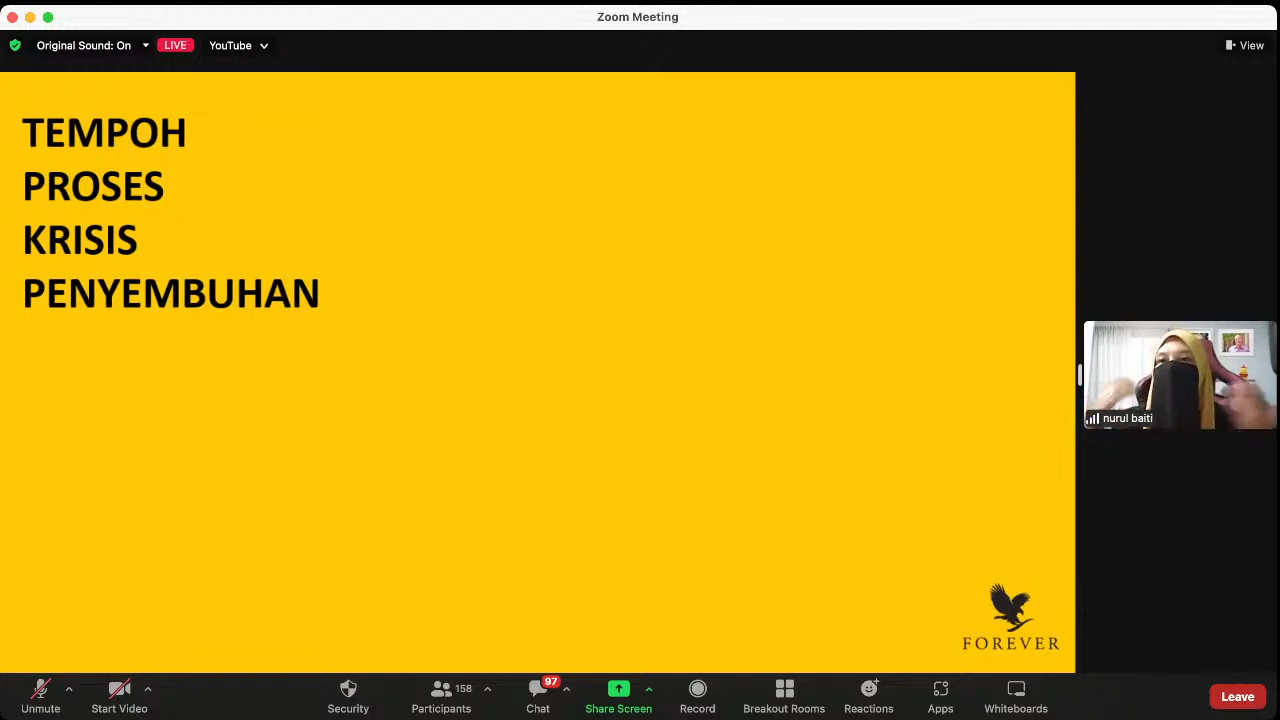 Zoom Meeting
Original Sound: On
LIVE
YouTube
View
TEMPOH
PROSES
KRISIS
PENYEMBUHAN
nurul baiti
FOREVER
158
97
Unmute
Start Video
Security
Participants
Chat
Share Screen
Record
Breakout Rooms
Reactions
Apps
Whiteboards
Leave